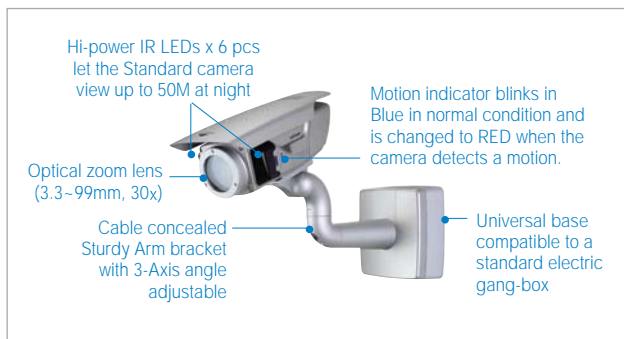 Hi-power IR LEDs x 6 pcs
let the Standard camera
view up to 50M at night
Motion indicator blinks in
Blue in normal condition and
is changed to RED when the
camera detects a motion.
Optical zoom lens
(3.3~99mm, 30x)
Cable concealed
Sturdy Arm bracket
with 3-Axis angle
adjustable
Universal base
compatible to a
standard electric
gang-box